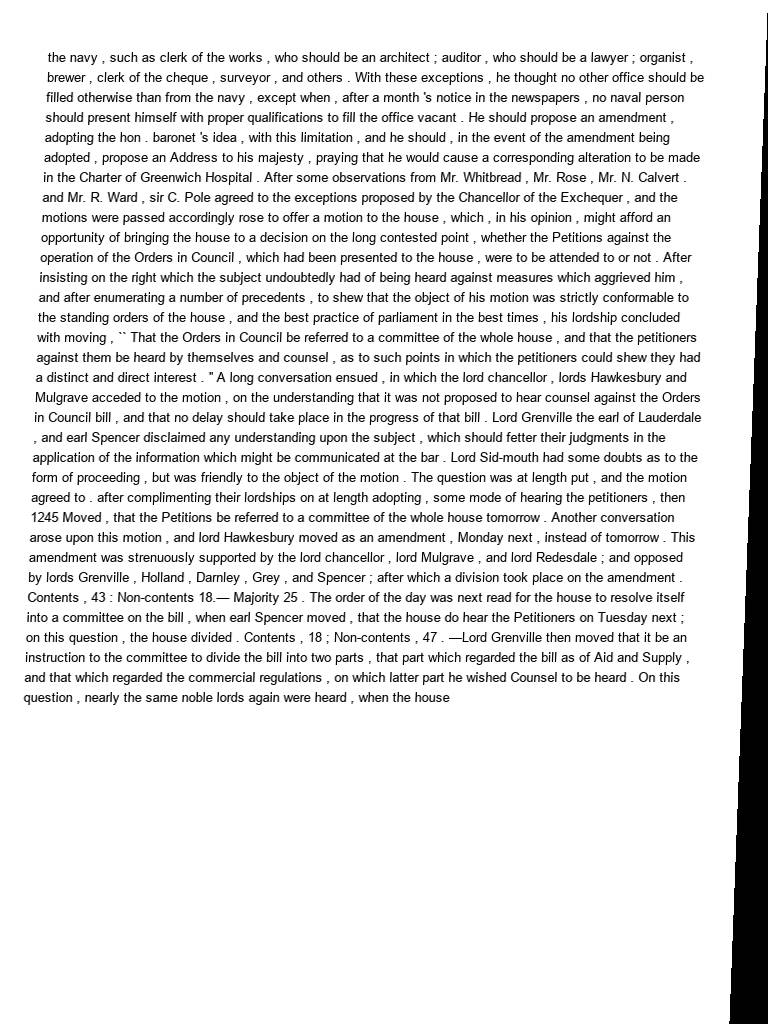 the navy , such as clerk of the works , who should be an architect ; auditor , who should be a lawyer ; organist ,
brewer , clerk of the cheque , surveyor , and others . With these exceptions , he thought no other office should be
filled otherwise than from the navy , except when , after a month 's notice in the newspapers , no naval person
should present himself with proper qualifications to fill the office vacant . He should propose an amendment ,
adopting the hon . baronet 's idea , with this limitation , and he should , in the event of the amendment being
adopted , propose an Address to his majesty , praying that he would cause a corresponding alteration to be made
in the Charter of Greenwich Hospital . After some observations from Mr. Whitbread , Mr. Rose , Mr. N. Calvert .
and Mr. R. Ward , sir C. Pole agreed to the exceptions proposed by the Chancellor of the Exchequer , and the
motions were passed accordingly rose to offer a motion to the house , which , in his opinion , might afford an
opportunity of bringing the house to a decision on the long contested point , whether the Petitions against the
operation of the Orders in Council , which had been presented to the house , were to be attended to or not . After
insisting on the right which the subject undoubtedly had of being heard against measures which aggrieved him ,
and after enumerating a number of precedents , to shew that the object of his motion was strictly conformable to
the standing orders of the house , and the best practice of parliament in the best times , his lordship concluded
with moving , `` That the Orders in Council be referred to a committee of the whole house , and that the petitioners
against them be heard by themselves and counsel , as to such points in which the petitioners could shew they had
a distinct and direct interest . " A long conversation ensued , in which the lord chancellor , lords Hawkesbury and
Mulgrave acceded to the motion , on the understanding that it was not proposed to hear counsel against the Orders
in Council bill , and that no delay should take place in the progress of that bill . Lord Grenville the earl of Lauderdale
, and earl Spencer disclaimed any understanding upon the subject , which should fetter their judgments in the
application of the information which might be communicated at the bar . Lord Sid-mouth had some doubts as to the
form of proceeding , but was friendly to the object of the motion . The question was at length put , and the motion
agreed to . after complimenting their lordships on at length adopting , some mode of hearing the petitioners , then
1245 Moved , that the Petitions be referred to a committee of the whole house tomorrow . Another conversation
arose upon this motion , and lord Hawkesbury moved as an amendment , Monday next , instead of tomorrow . This
amendment was strenuously supported by the lord chancellor , lord Mulgrave , and lord Redesdale ; and opposed
by lords Grenville , Holland , Darnley , Grey , and Spencer ; after which a division took place on the amendment .
Contents , 43 : Non-contents 18.— Majority 25 . The order of the day was next read for the house to resolve itself
into a committee on the bill , when earl Spencer moved , that the house do hear the Petitioners on Tuesday next ;
on this question , the house divided . Contents , 18 ; Non-contents , 47 . —Lord Grenville then moved that it be an
instruction to the committee to divide the bill into two parts , that part which regarded the bill as of Aid and Supply ,
and that which regarded the commercial regulations , on which latter part he wished Counsel to be heard . On this
question , nearly the same noble lords again were heard , when the house